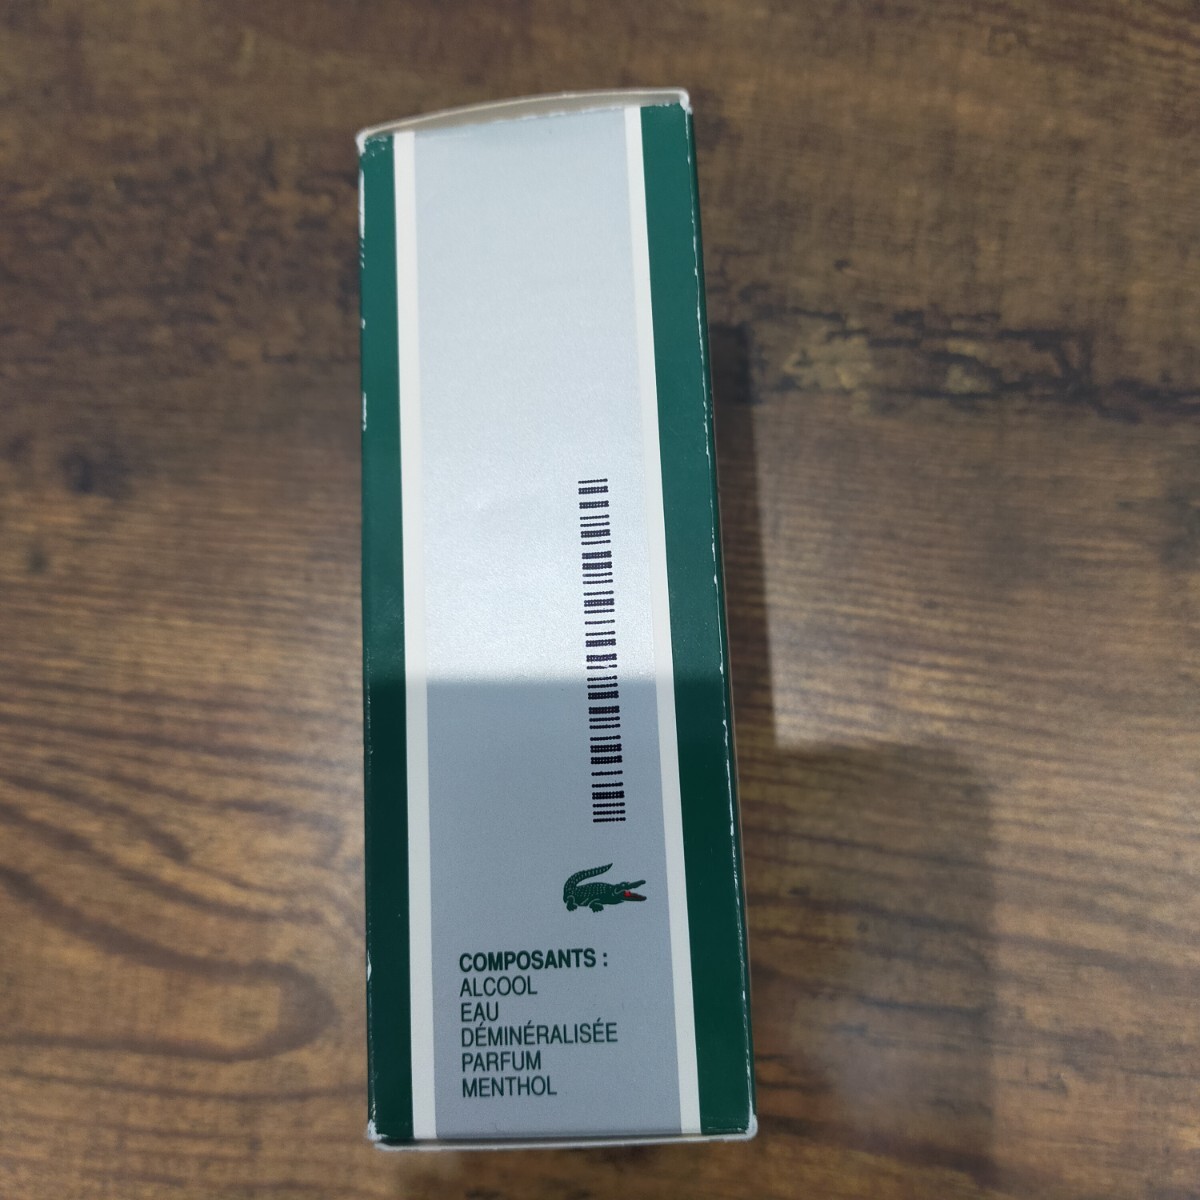 COMPOSANTS :
ALCOOL
EAU
DÉMINÉRALISÉE
PARFUM
MENTHOL